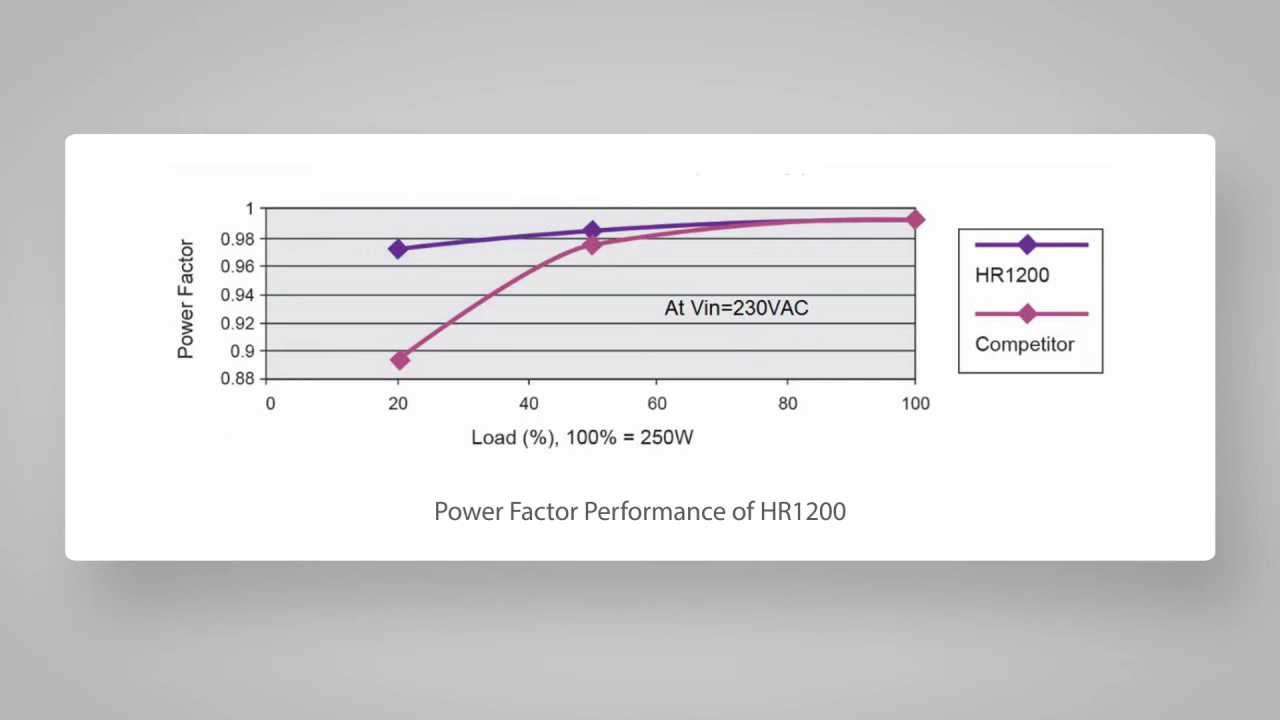 1
0.98
0.96
0.94
0.92
0.9
0.88
Power Factor
At Vin=230VAC
0 20 40 60 80 100
Load (%), 100% = 250W
HR1200
Competitor
Power Factor Performance of HR1200